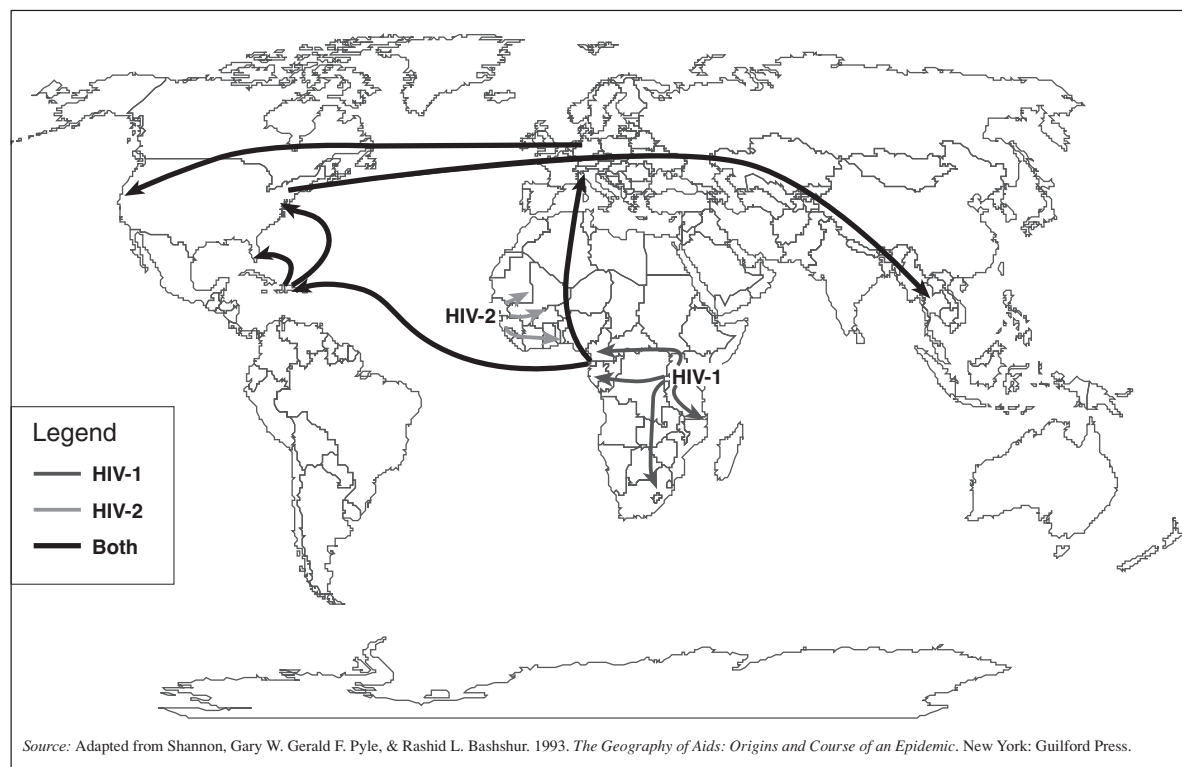 HIV-2
HIV-1
Legend
HIV-1
HIV-2
Both
Source: Adapted from Shannon, Gary W. Gerald F. Pyle, & Rashid L. Bashshur. 1993. The Geography of Aids: Origins and Course of an Epidemic. New York: Guilford Press.